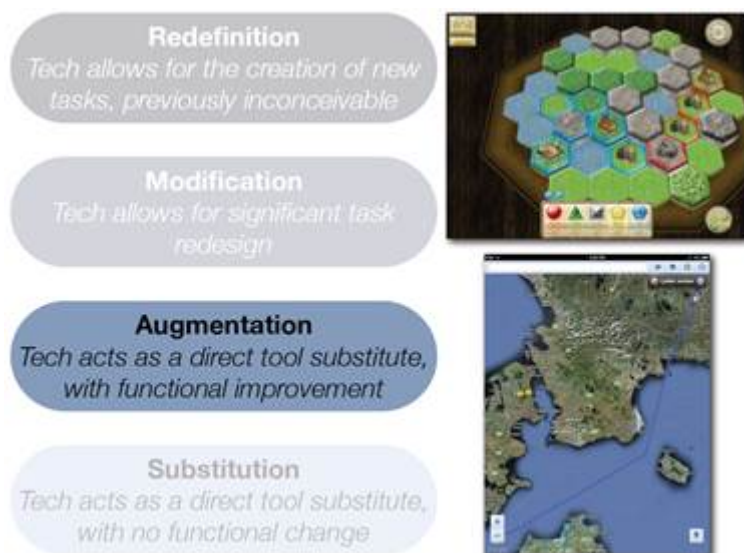 Redefinition
Tech allows for the creation of new
tasks, previously inconceivable
Modification
Tech allows for significant task
redesign
Augmentation
Tech acts as a direct tool substitute,
with functional improvement
Substitution
Tech acts as a direct tool substitute,
with no functional change